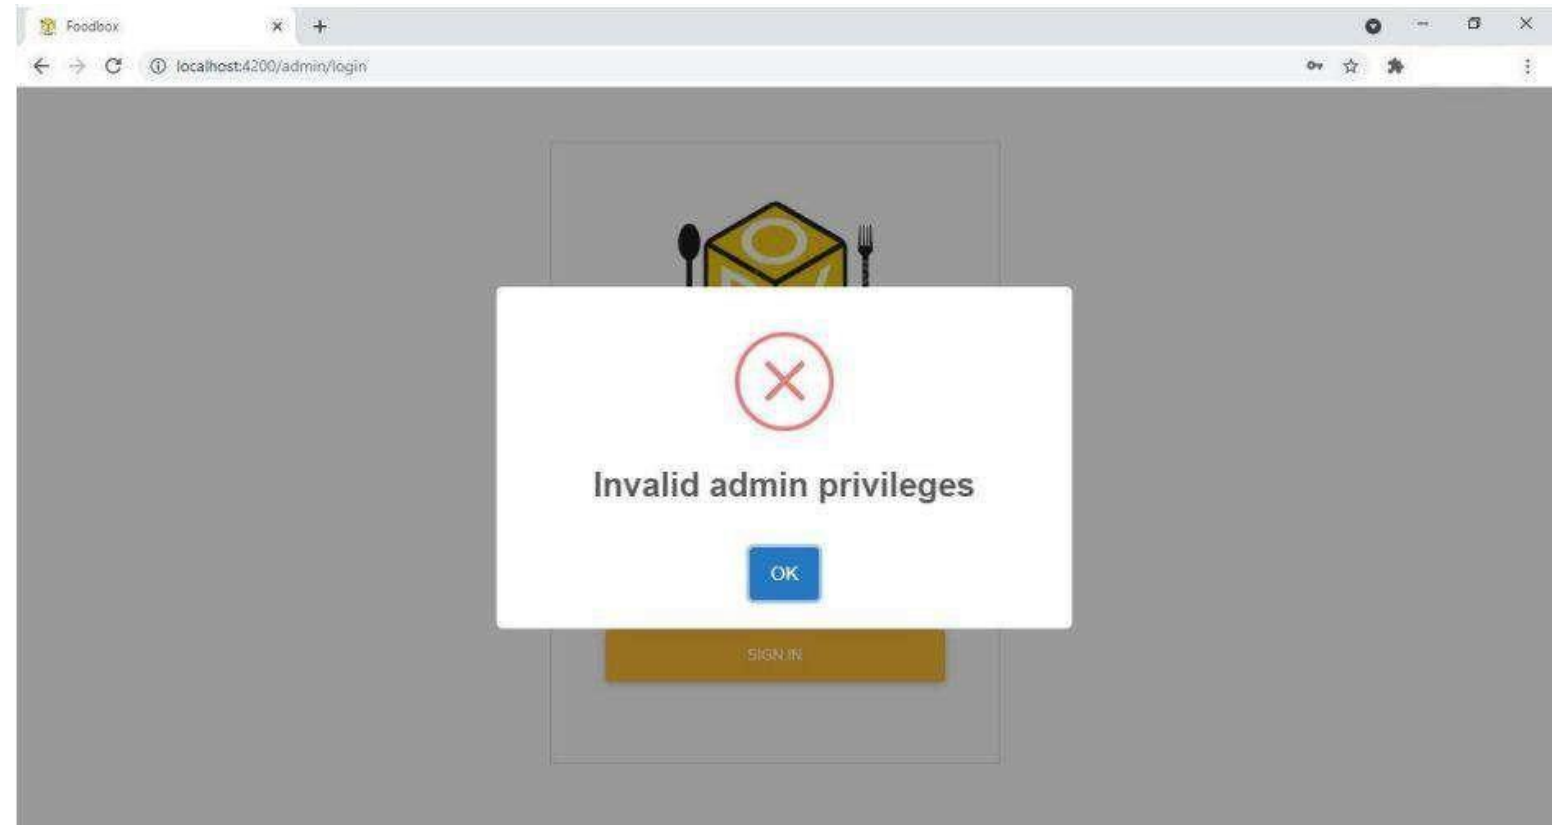 Foodbox
localhost:4200/admin/login
Invalid admin privileges
OK
SIGN IN